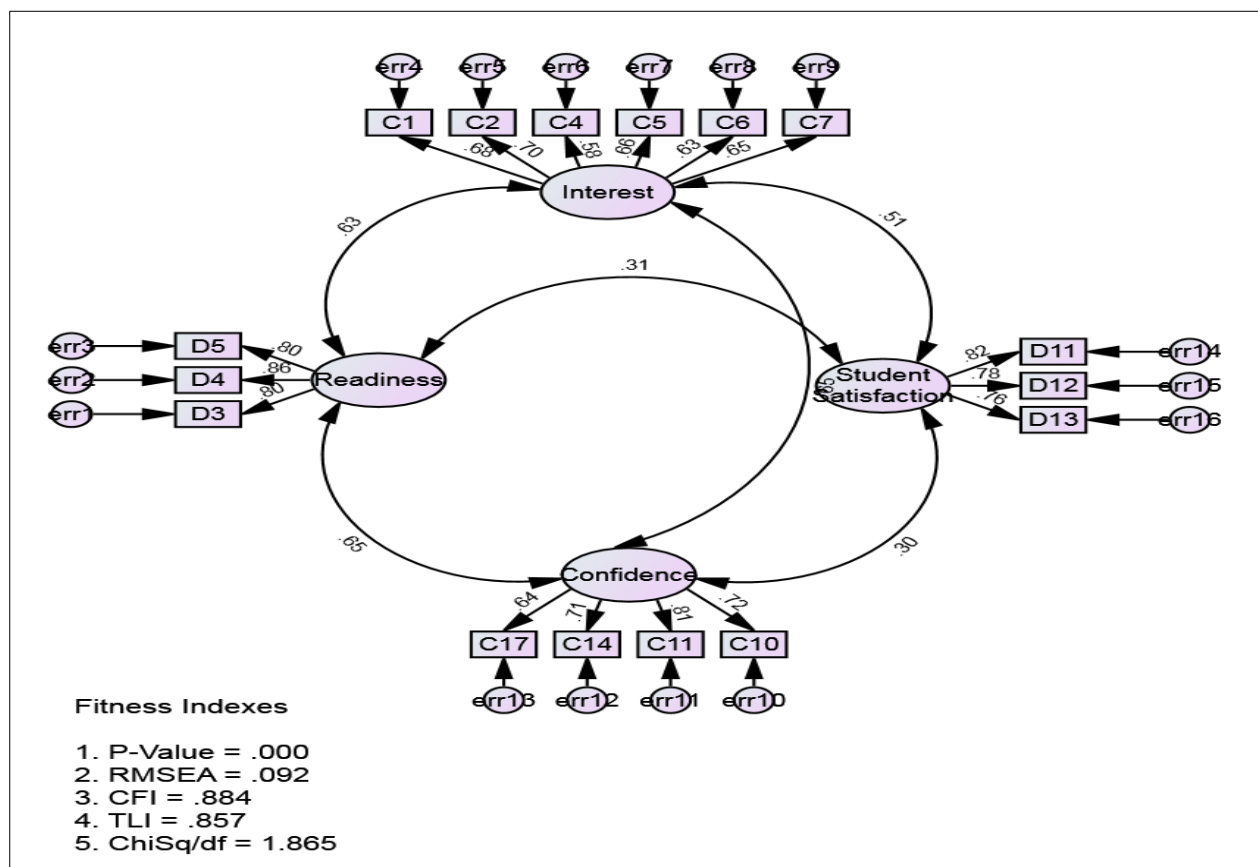 err4 err5 err6 err7 err8 err9
C1 C2 C4 C5 C6 C7
.68 .70 .58 .66 .63 .65
Interest
.63
.51
.31
err3 D5 .80
err2 D4 .86
err1 D3 .80
Readiness
Student
Satisfaction
.82 D11 err14
.78 D12 err15
.76 D13 err16
.65
.65
.30
Confidence
.64 .71 .81 .72
C17 C14 C11 C10
err13 err12 err11 err10
Fitness Indexes
1. P-Value = .000
2. RMSEA = .092
3. CFI = .884
4. TLI = .857
5. ChiSq/df = 1.865